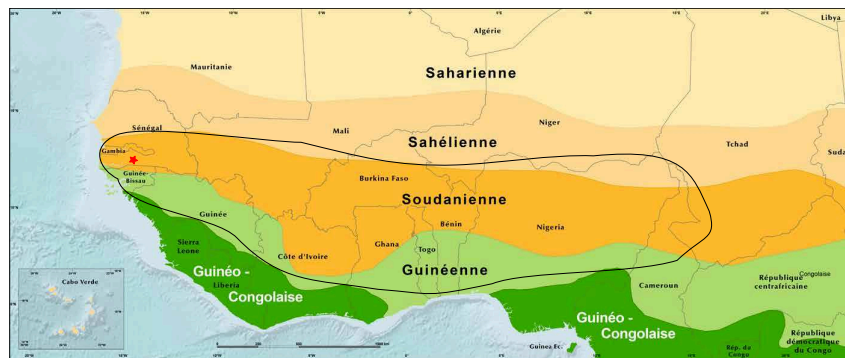 Algérie
Libya
Mauritanie
Saharienne
Sénégal
Mali
Niger
Sahélienne
Tchad
Gambia
Guinée-
Bissau
Burkina Faso
Soudanienne
Guinée
Bénin
Nigeria
Ghana
Togo
Sierra
Leone
Côte d'Ivoire
Guinéenne
Guinéo -
Congolaise
Liberia
Cameroun
Congolaise
République
centrafricaine
Cabo Verde
Guinéo -
Congolaise
Guinea Ec.
Rép. da
Congo
République
démocratique
du Congo